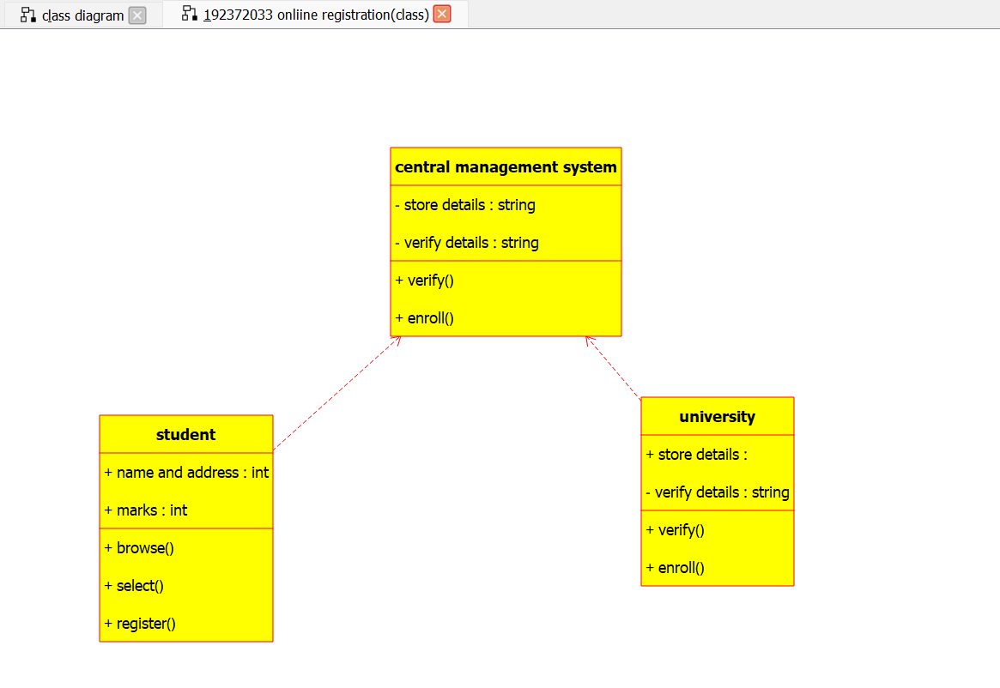 class diagram
192372033 onliine registration(class)
central management system
- store details : string
- verify details : string
+ verify()
+ enroll()
student
+ name and address : int
+ marks : int
+ browse()
+ select()
+ register()
university
+ store details :
- verify details : string
+ verify()
+ enroll()